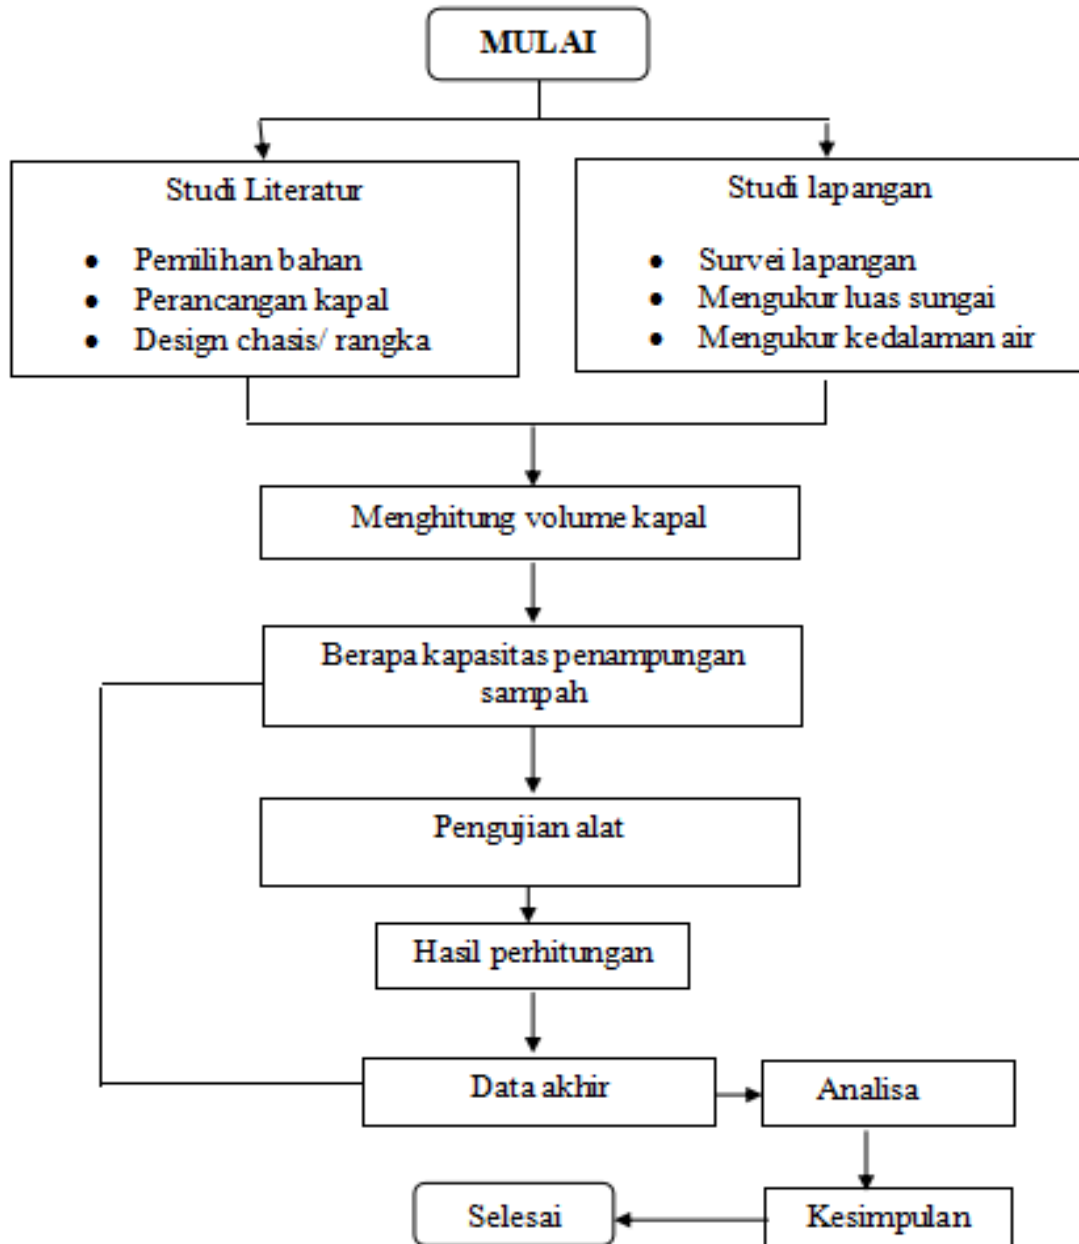 MULAI
Studi Literatur
• Pemilihan bahan
• Perancangan kapal
• Design chasis/ rangka
Studi lapangan
• Survei lapangan
• Mengukur luas sungai
• Mengukur kedalaman air
Menghitung volume kapal
Berapa kapasitas penampungan
sampah
Pengujian alat
Hasil perhitungan
Data akhir
Analisa
Kesimpulan
Selesai